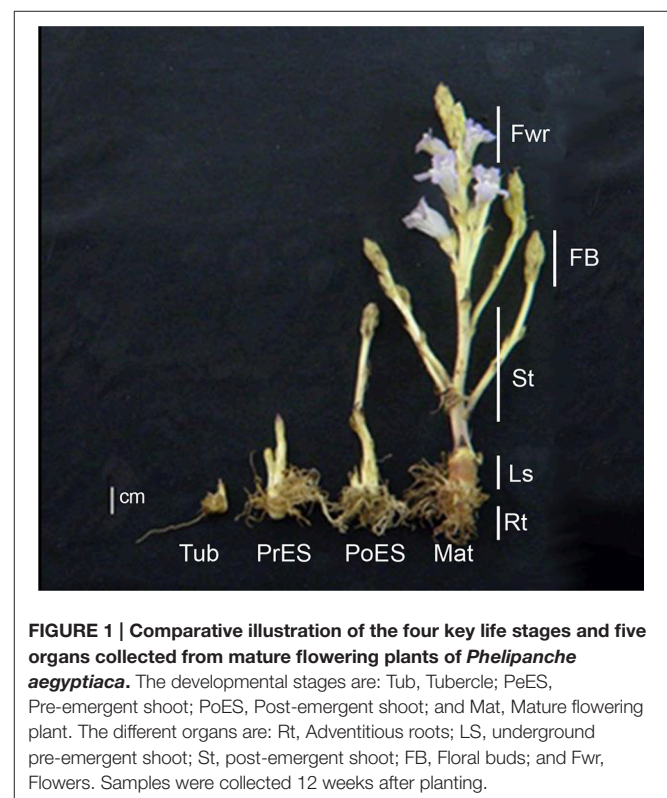 Fwr
FB
St
Ls
cm
Rt
Tub PrES PoES Mat
FIGURE 1 | Comparative illustration of the four key life stages and five
organs collected from mature flowering plants of Phelipanche
aegyptiaca. The developmental stages are: Tub, Tubercle; PeES,
Pre-emergent shoot; PoES, Post-emergent shoot; and Mat, Mature flowering
plant. The different organs are: Rt, Adventitious roots; LS, underground
pre-emergent shoot; St, post-emergent shoot; FB, Floral buds; and Fwr,
Flowers. Samples were collected 12 weeks after planting.